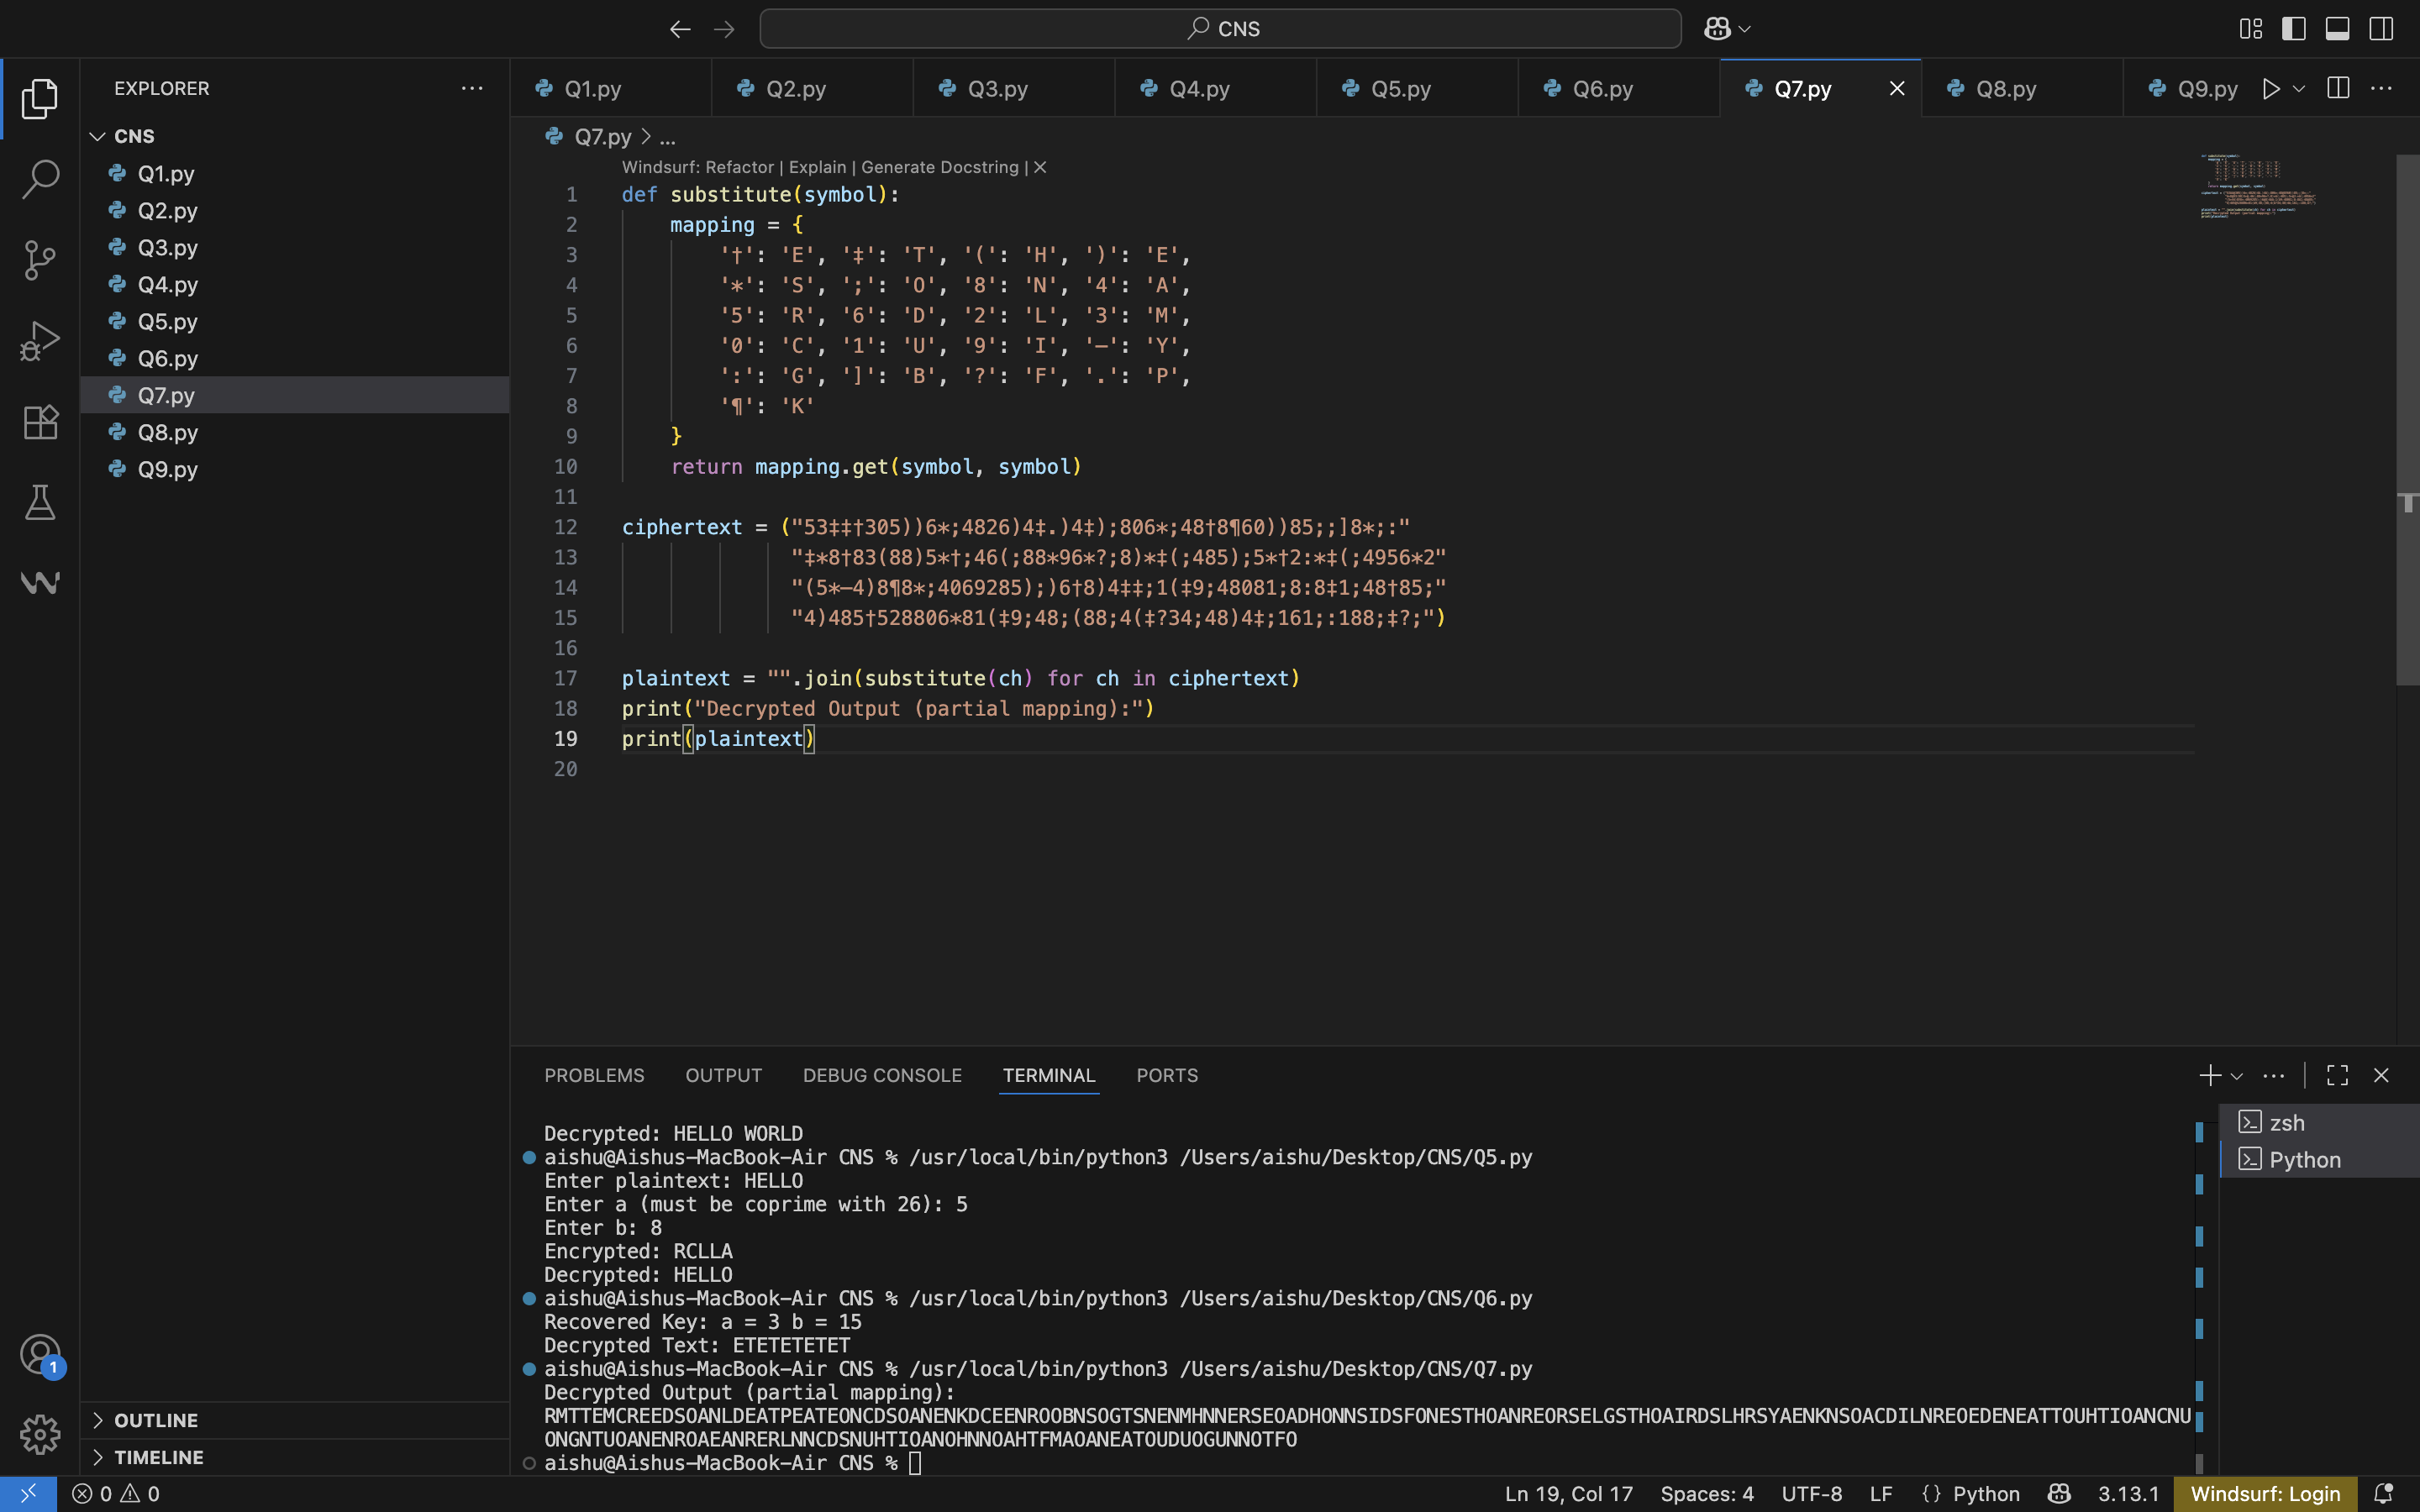 CNS
EXPLORER
Q1.py
Q2.py
Q3.py
Q4.py
Q5.py
Q6.py
Q7.py
Q8.py
Q9.py
CNS
Q1.py
Q2.py
Q3.py
Q4.py
Q5.py
Q6.py
Q7.py
Q8.py
Q9.py
OUTLINE
TIMELINE
1
Q7.py > ...
Windsurf: Refactor | Explain | Generate Docstring | ×
1 def substitute(symbol):
2     mapping = {
3         '†': 'E', '‡': 'T', '(': 'H', ')': 'E',
4         '*': 'S', ';': 'O', '8': 'N', '4': 'A',
5         '5': 'R', '6': 'D', '2': 'L', '3': 'M',
6         '0': 'C', '1': 'U', '9': 'I', '—': 'Y',
7         ':': 'G', ']': 'B', '?': 'F', '.': 'P',
8         '¶': 'K'
9     }
10     return mapping.get(symbol, symbol)
11
12 ciphertext = ("53‡‡†305))6*;4826)4‡.)4‡);806*;48†8¶60))85;;]8*;:"
13               "‡*8†83(88)5*†;46(;88*96*?;8)*‡(;485);5*†2:*‡(;4956*2"
14               "(5*—4)8¶8*;4069285);)6†8)4‡‡;1(‡9;48081;8:8‡1;48†85;"
15               "4)485†528806*81(‡9;48;(88;4(‡?34;48)4‡;161;:188;‡?;")
16
17 plaintext = "".join(substitute(ch) for ch in ciphertext)
18 print("Decrypted Output (partial mapping):")
19 print(plaintext)
20
PROBLEMS OUTPUT DEBUG CONSOLE TERMINAL PORTS
Decrypted: HELLO WORLD
aishu@Aishus-MacBook-Air CNS % /usr/local/bin/python3 /Users/aishu/Desktop/CNS/Q5.py
Enter plaintext: HELLO
Enter a (must be coprime with 26): 5
Enter b: 8
Encrypted: RCLLA
Decrypted: HELLO
aishu@Aishus-MacBook-Air CNS % /usr/local/bin/python3 /Users/aishu/Desktop/CNS/Q6.py
Recovered Key: a = 3 b = 15
Decrypted Text: ETETETETET
aishu@Aishus-MacBook-Air CNS % /usr/local/bin/python3 /Users/aishu/Desktop/CNS/Q7.py
Decrypted Output (partial mapping):
RMTTEMCREEDSOANLDEATPEATEONCDSOANENKDCEENROOBNSOGTSNENMHNNERSEOADHONNSIDSFONESTHOANREORSELGSTHOAIRDSLHRSYAENKNSOACDILNREOEDENEATTOUHTIOANCNU
ONGNTUOANENROAEANRERLNNCDSNUHTIOANOHNNOAHTFMAOANEATOUDUOGUNNOTFO
aishu@Aishus-MacBook-Air CNS %
zsh
Python
0 0
Ln 19, Col 17 Spaces: 4 UTF-8 LF {} Python 3.13.1 Windsurf: Login